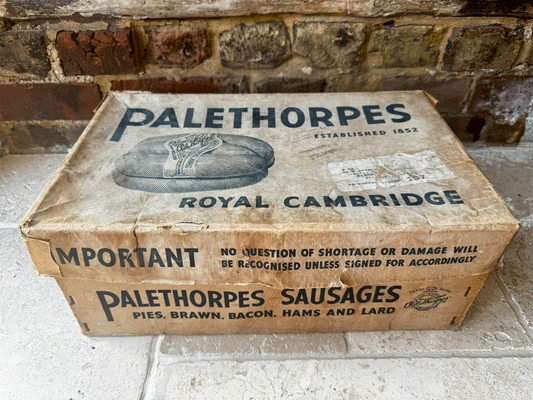 PALETHORPES
ESTABLISHED 1852
ROYAL CAMBRIDGE
MPORTANT NO QUESTION OF SHORTAGE OR DAMAGE WILL
BE RECOGNISED UNLESS SIGNED FOR ACCORDINGLY
PALETHORPES SAUSAGES
PIES, BRAWN, BACON, HAMS AND LARD